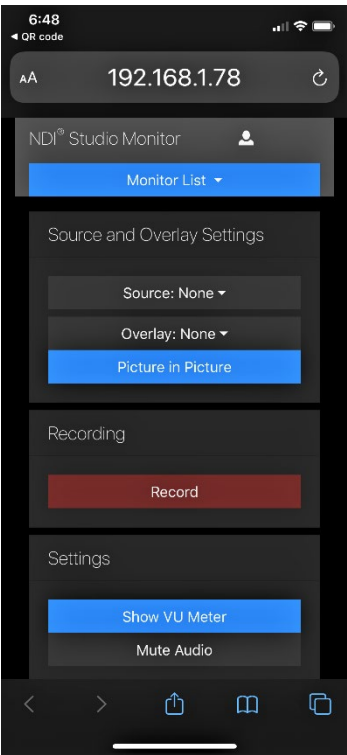 6:48
◀ QR code
AA 192.168.1.78
NDI® Studio Monitor
Monitor List
Source and Overlay Settings
Source: None
Overlay: None
Picture in Picture
Recording
Record
Settings
Show VU Meter
Mute Audio